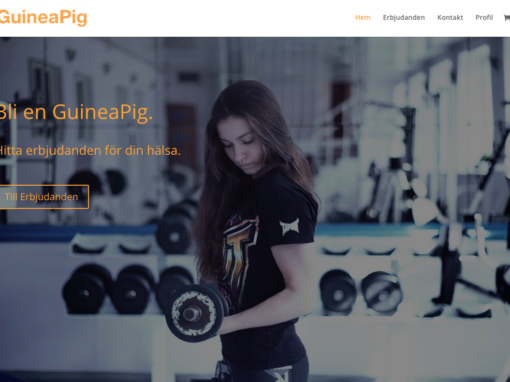 GuineaPig
Hem Erbjudanden Kontakt Profil
Bli en GuineaPig.
Hitta erbjudanden för din hälsa.
Till Erbjudanden